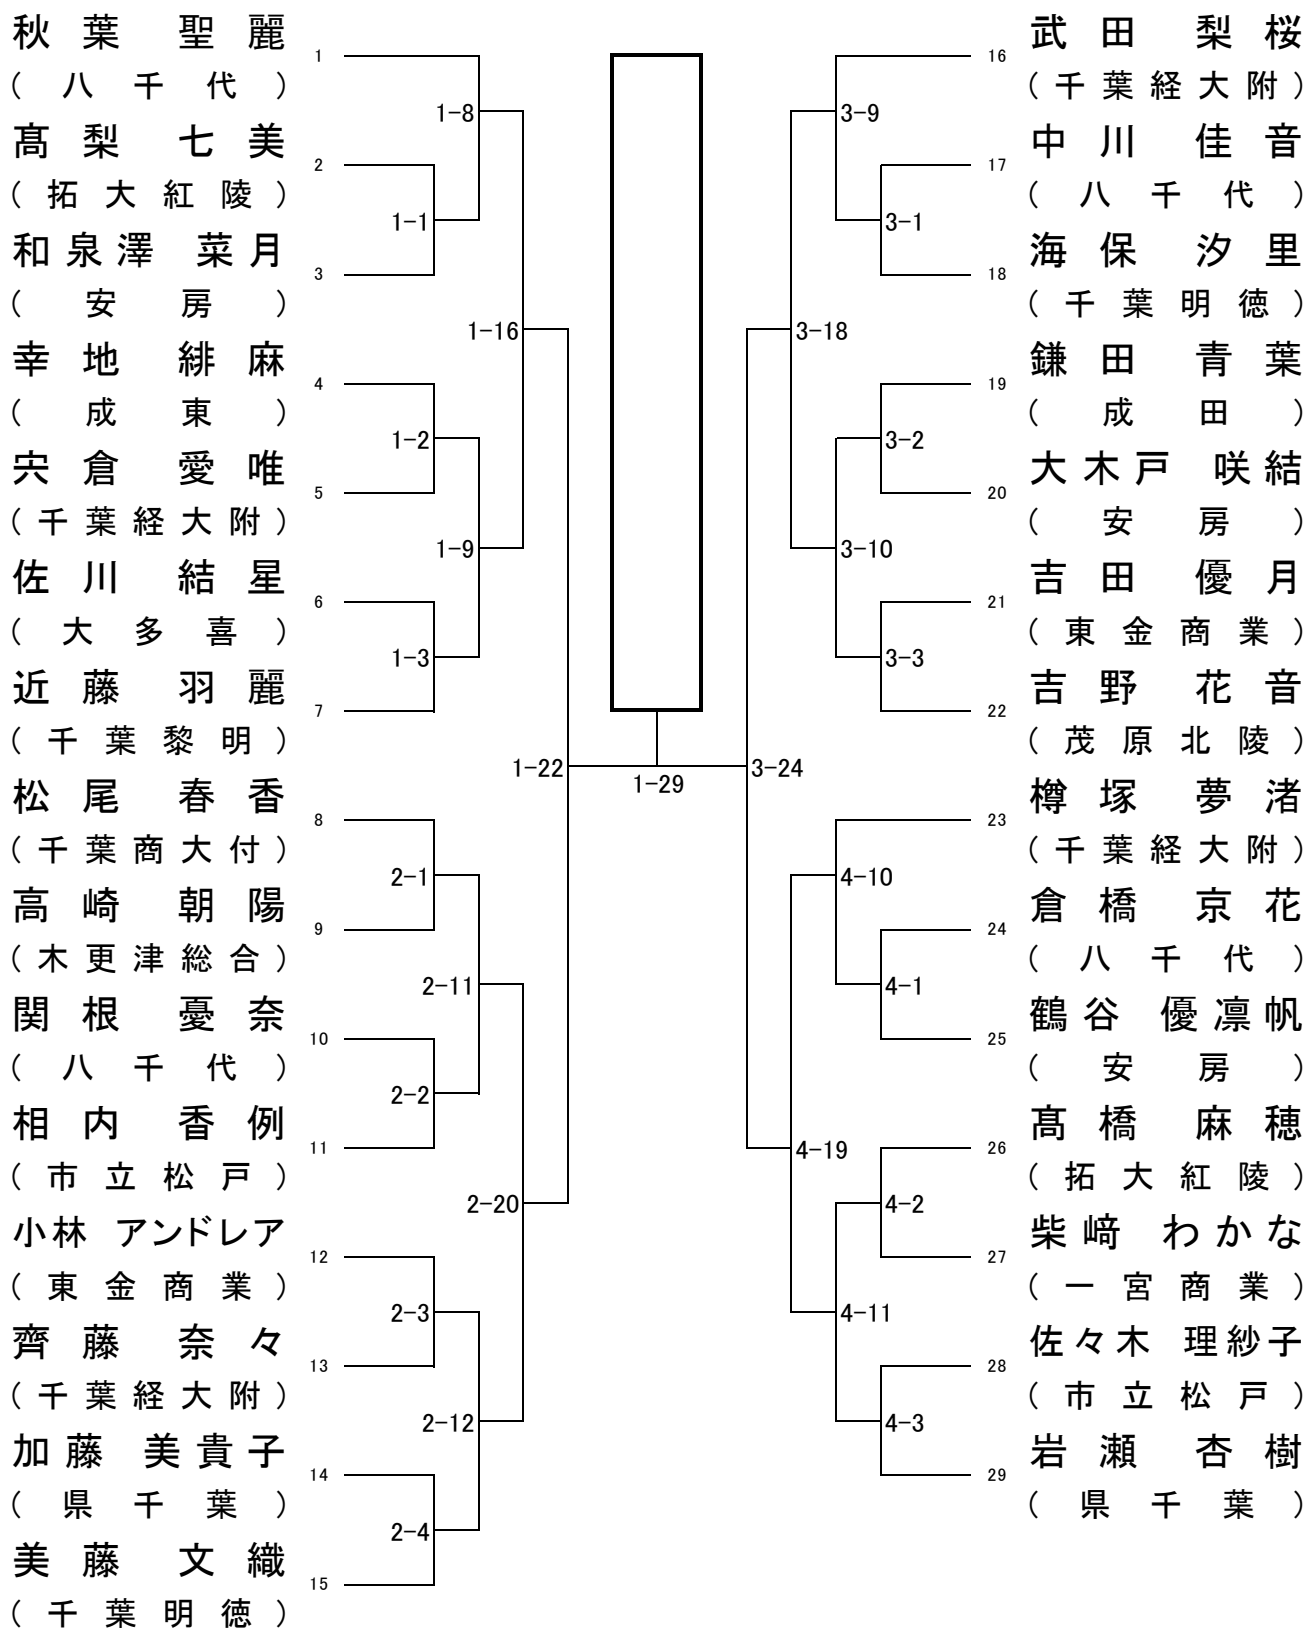 秋葉 聖麗
1
(八千代)
1-8
髙梨 七美
2
(拓大紅陵)
1-1
和泉澤 菜月
3
(安房)
1-16
幸地 緋麻
4
(成東)
1-2
宍倉 愛唯
5
(千葉経大附)
1-9
佐川 結星
6
(大多喜)
1-3
近藤 羽麗
7
(千葉黎明)
1-22
松尾 春香
8
(千葉商大付)
2-1
高崎 朝陽
9
(木更津総合)
2-11
関根 憂奈
10
(八千代)
2-2
相内 香例
11
(市立松戸)
2-20
小林 アンドレア
12
(東金商業)
2-3
齊藤 奈々
13
(千葉経大附)
2-12
加藤 美貴子
14
(県千葉)
2-4
美藤 文織
15
(千葉明徳)
1-29
16
武田 梨桜
(千葉経大附)
3-9
17
中川 佳音
(八千代)
3-1
18
海保 汐里
(千葉明徳)
3-18
19
鎌田 青葉
(成田)
3-2
20
大木戸 咲結
(安房)
3-10
21
吉田 優月
(東金商業)
3-3
22
吉野 花音
(茂原北陵)
3-24
23
樽塚 夢渚
(千葉経大附)
4-10
24
倉橋 京花
(八千代)
4-1
25
鶴谷 優凛帆
(安房)
4-19
26
髙橋 麻穂
(拓大紅陵)
4-2
27
柴﨑 わかな
(一宮商業)
4-11
28
佐々木 理紗子
(市立松戸)
4-3
29
岩瀬 杏樹
(県千葉)